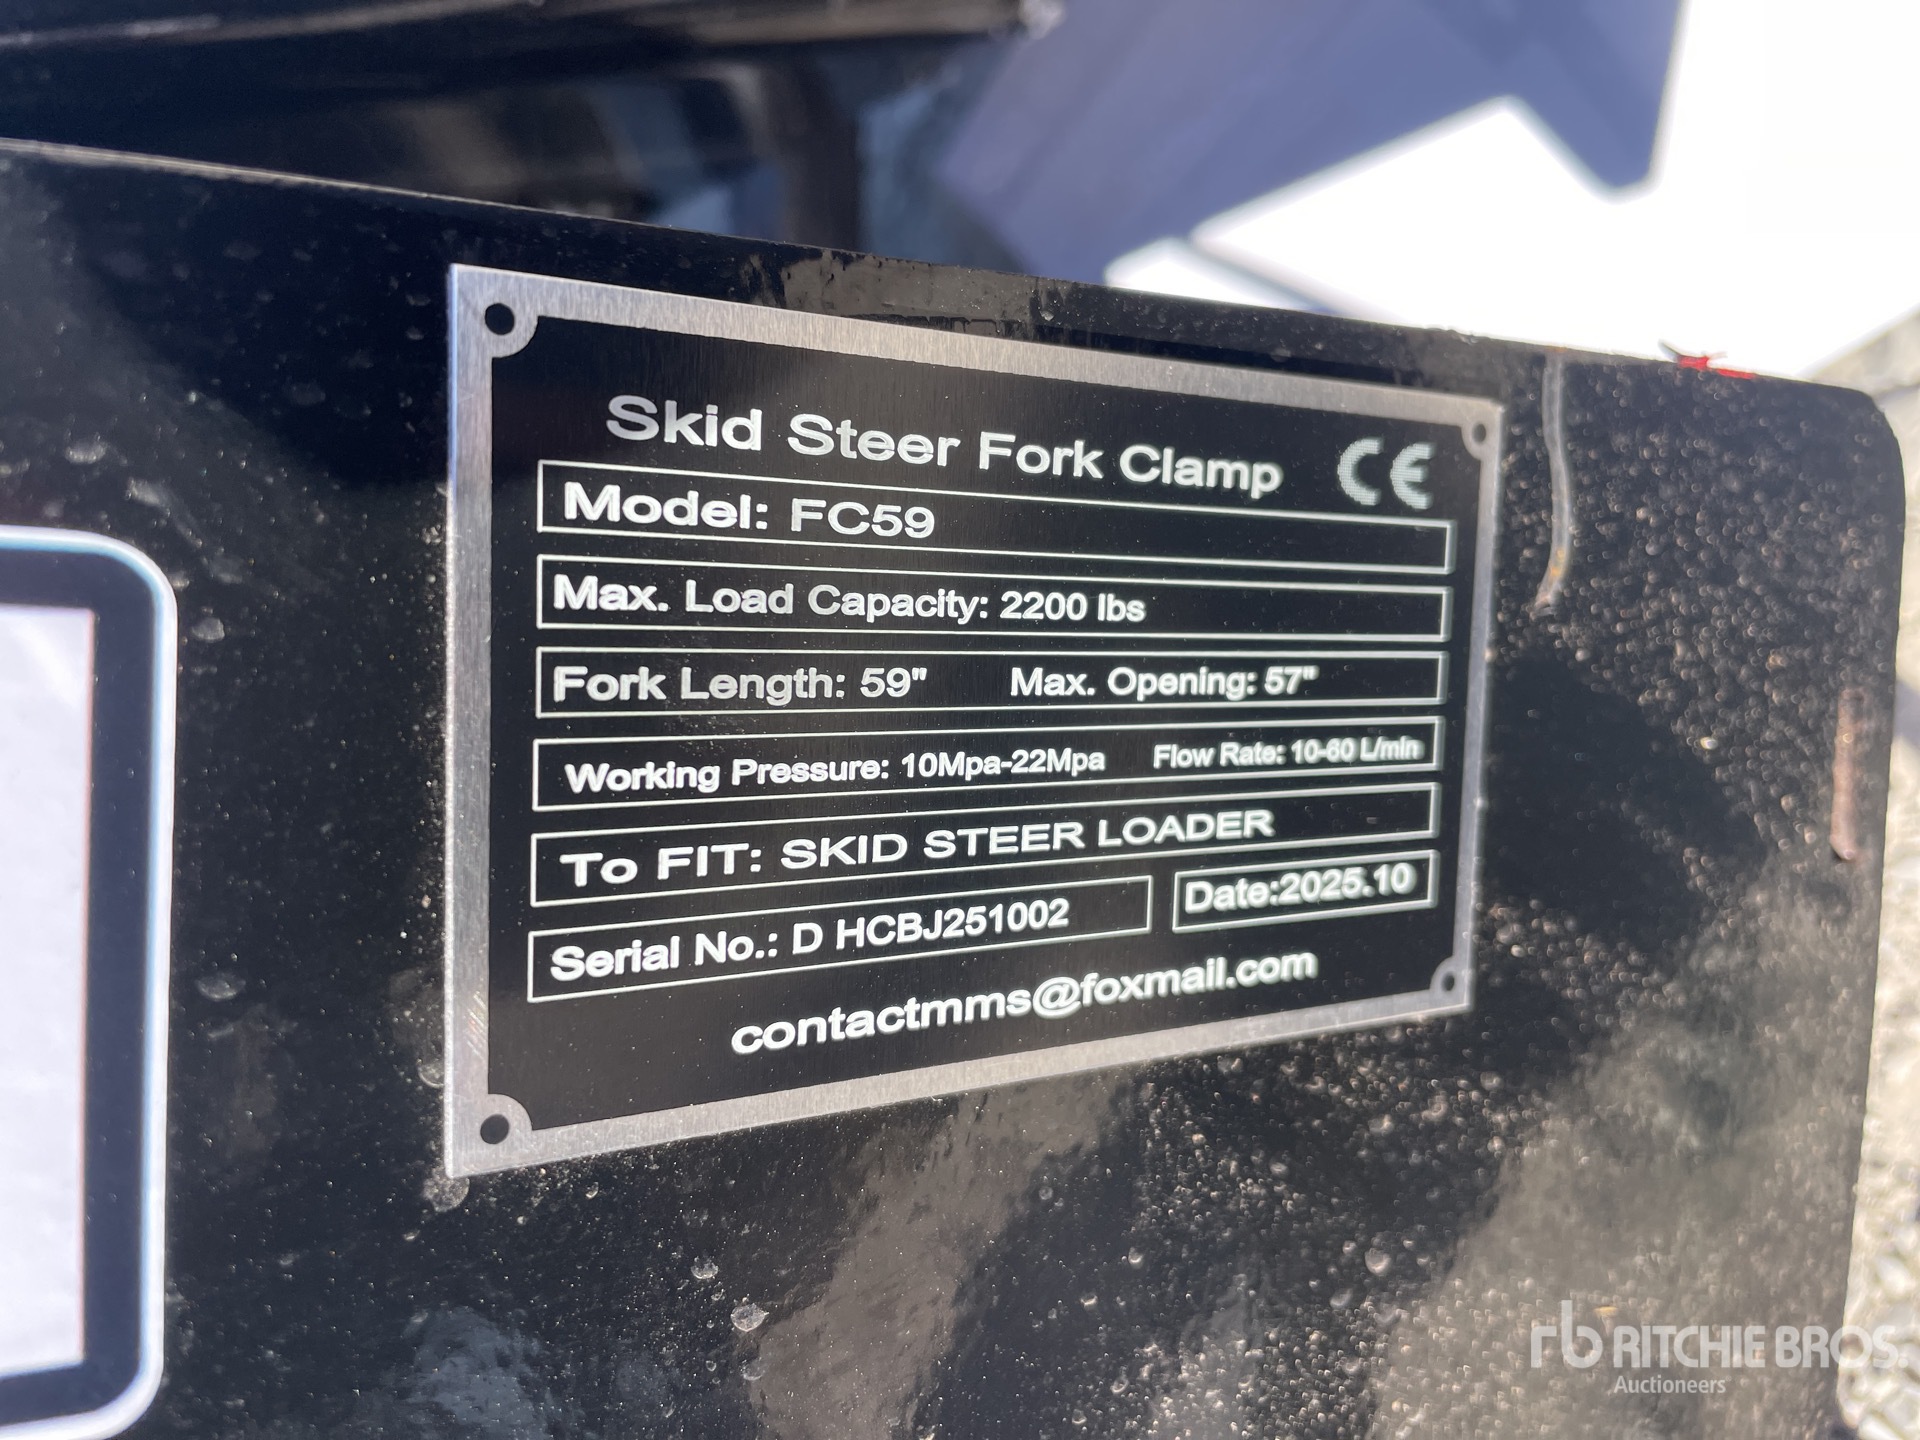 Skid Steer Fork Clamp CE
Model: FC59
Max. Load Capacity: 2200 lbs
Fork Length: 59" Max. Opening: 57"
Working Pressure: 10Mpa-22Mpa Flow Rate: 10-60 L/min
To FIT: SKID STEER LOADER
Serial No.: D HCBJ251002 Date:2025.10
contactmms@foxmail.com
rb RITCHIE BROS.
Auctioneers